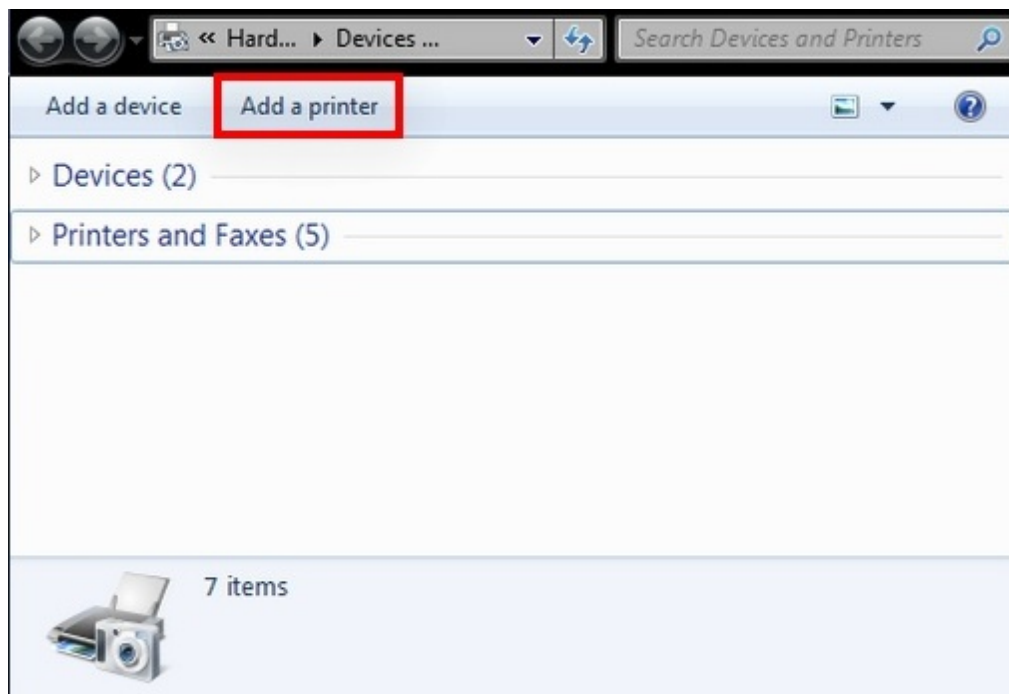 « Hard... ▸ Devices ... Search Devices and Printers
Add a device Add a printer
Devices (2)
Printers and Faxes (5)
7 items